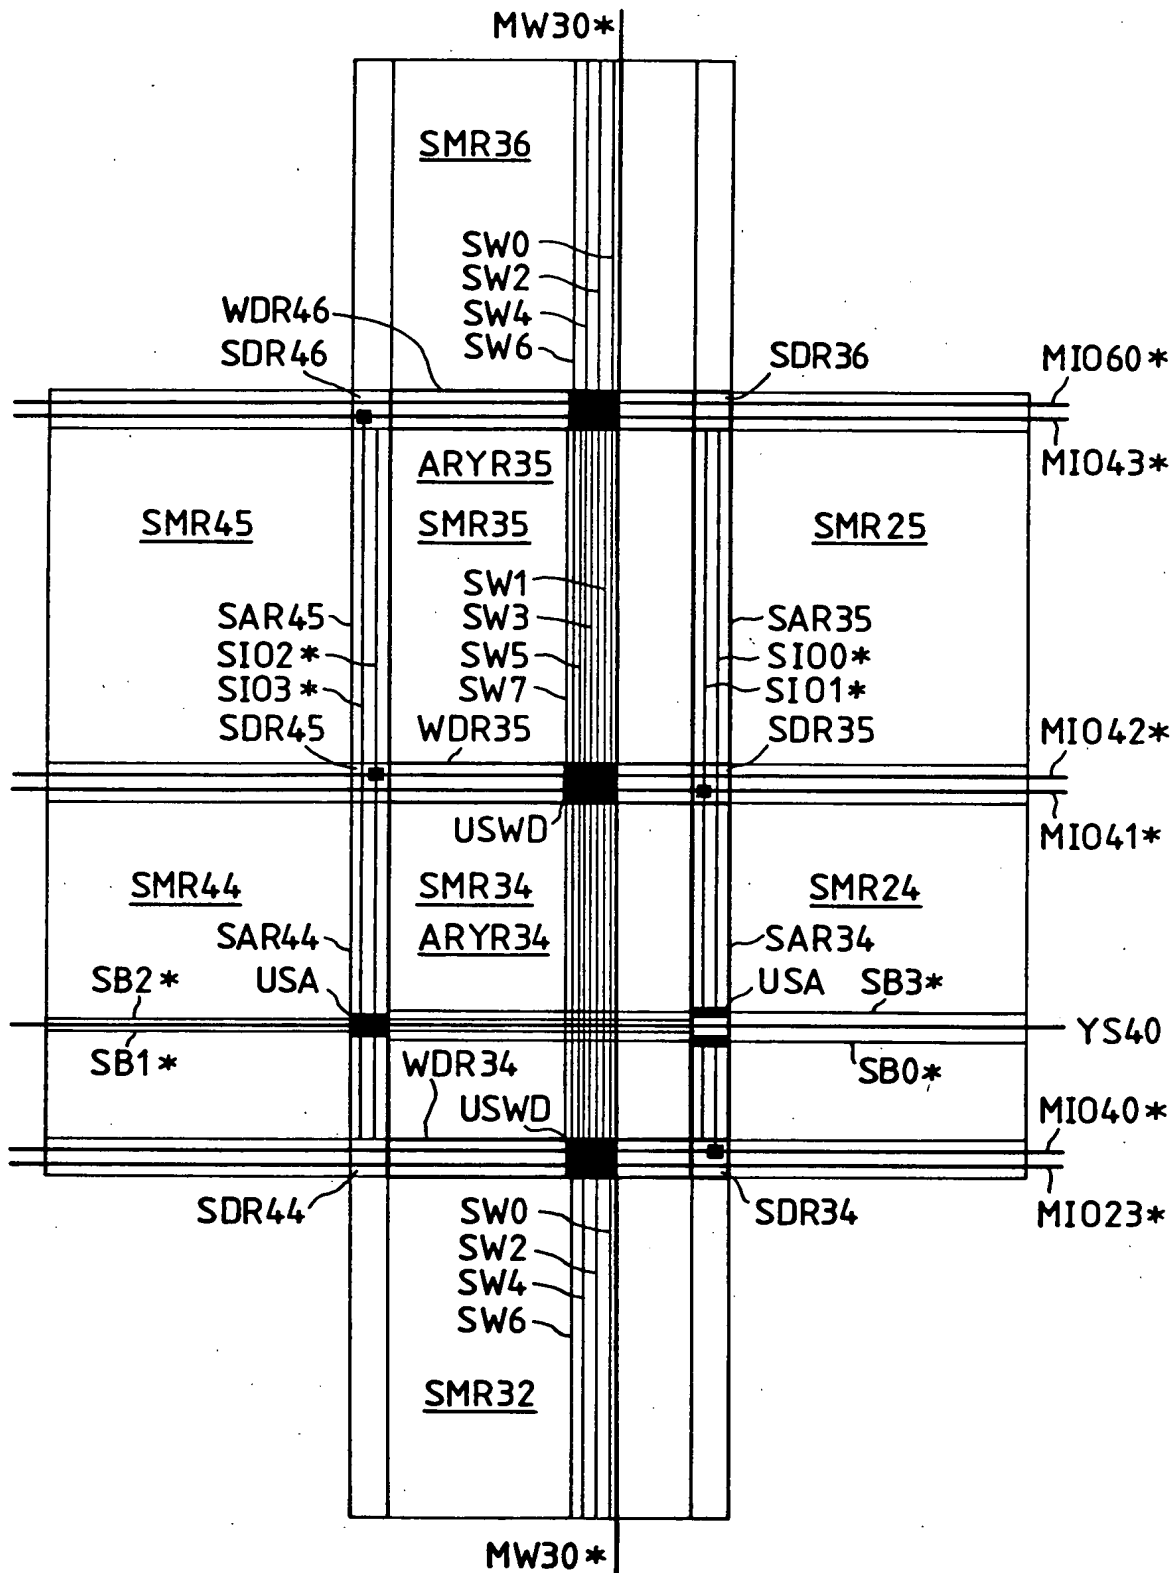 MW30*
SMR36
SW0
SW2
WDR46
SW4
SDR46
SW6
SDR36
MIO60*
MIO43*
ARYR35
SMR45
SMR35
SMR25
SW1
SAR45
SW3
SAR35
SIO2*
SW5
SIO0*
SIO3*
SW7
SIO1*
SDR45
WDR35
SDR35
MIO42*
USWD
MIO41*
SMR44
SMR34
SMR24
SAR44
ARYR34
SAR34
SB2*
USA
USA
SB3*
YS40
SB1*
WDR34
SB0*
USWD
MIO40*
SDR44
SW0
SDR34
MIO23*
SW2
SW4
SW6
SMR32
MW30*